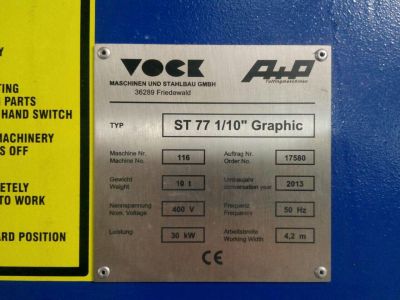 Y
TING
PARTS
HAND SWITCH
MACHINERY
S OFF
ETELY
TO WORK
ARD POSITION
VOCK
MASCHINEN UND STAHLBAU GMBH
36289 Friedewald
A+P
TYP ST 77 1/10" Graphic
Maschine Nr. 116 Auftrag Nr. 17580
Machine No. Order No.
Gewicht 10 t Umbaujahr 2013
Weight conversation year
Nennspannung 400 V Frequenz 50 Hz
Nom. Voltage Frequency
Leistung 30 kW Arbeitsbreite 4,2 m
Working Width
CE